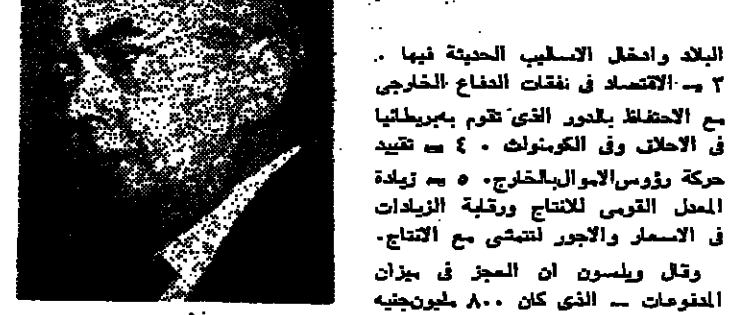 البلاد وادخال الاساليب الحديثة فيها .
٣ — الاقتصاد فى نفقات الدفاع الخارجى
مع الاحتفاظ بالدور الذى تقوم به بريطانيا
فى الاحلاف وفى الكومنولث . ٤ — تقييد
حركة رؤوس الاموال بالخارج . ٥ — زيادة
المعدل القومى للانتاج ورقابة الزيادات
فى الاسعار والاجور لتتمشى مع الانتاج .
وقال ويلسون ان العجز فى ميزان
المدفوعات — الذى كان ٨٠٠ مليون جنيه